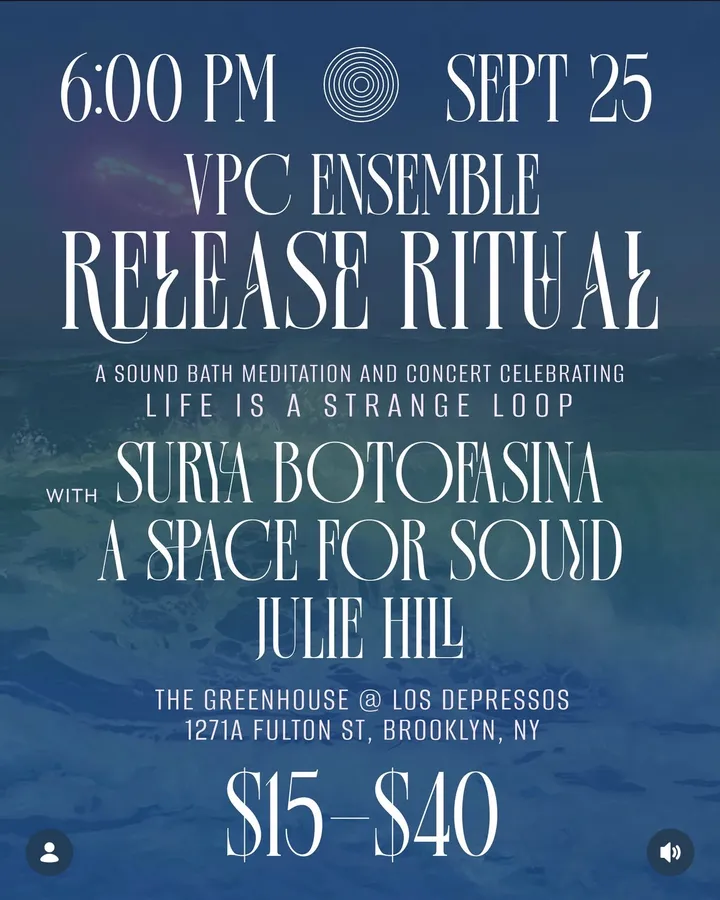 6:00 PM SEPT 25
VPC ENSEMBLE
RELEASE RITUAL
A SOUND BATH MEDITATION AND CONCERT CELEBRATING
LIFE IS A STRANGE LOOP
WITH SURYA BOTOFASINA
A SPACE FOR SOUND
JULIE HILL
THE GREENHOUSE @ LOS DEPRESSOS
1271A FULTON ST, BROOKLYN, NY
$15–$40